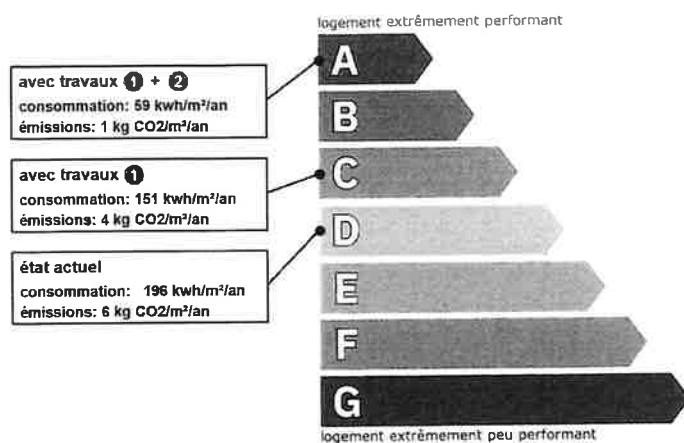 logement extrêmement performant
A
avec travaux 1 + 2
consommation: 59 kwh/m²/an
émissions: 1 kg CO2/m²/an
B
avec travaux 1
consommation: 151 kwh/m²/an
émissions: 4 kg CO2/m²/an
C
D
état actuel
consommation: 196 kwh/m²/an
émissions: 6 kg CO2/m²/an
E
F
G
logement extrêmement peu performant